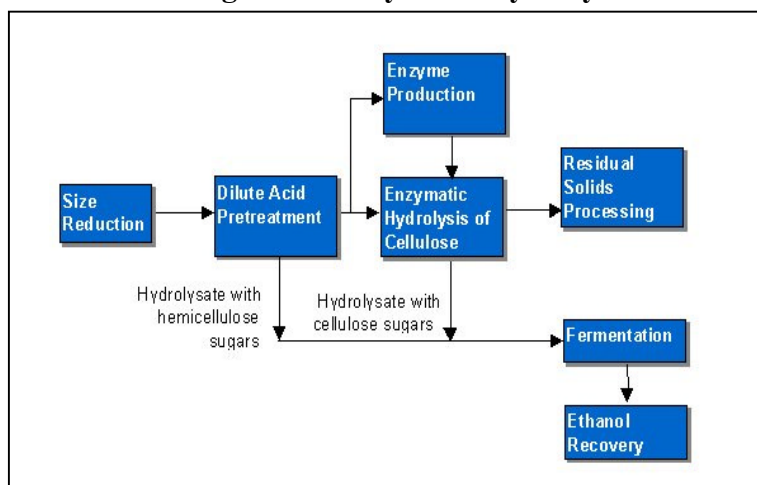 Enzyme
Production
Size
Reduction
Dilute Acid
Pretreatment
Enzymatic
Hydrolysis of
Cellulose
Residual
Solids
Processing
Hydrolysate with
hemicellulose
sugars
Hydrolysate with
cellulose sugars
Fermentation
Ethanol
Recovery